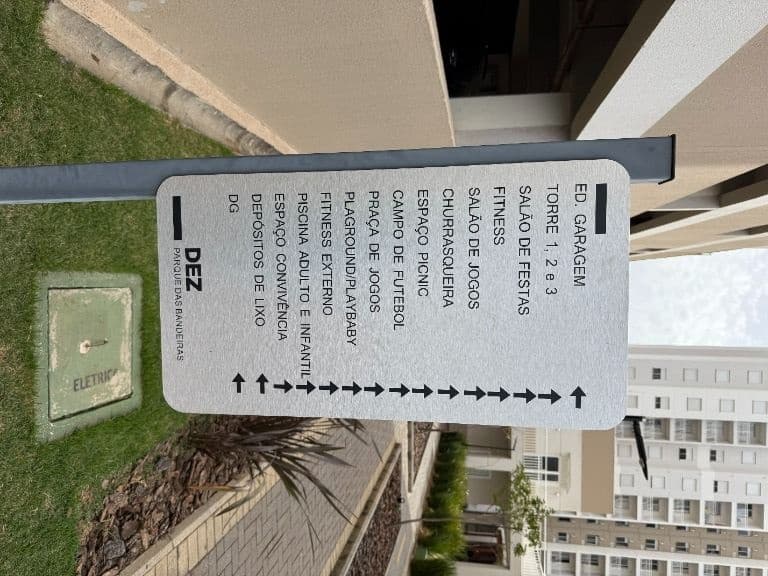 ED. GARAGEM
TORRE 1, 2 e 3
SALÃO DE FESTAS
FITNESS
SALÃO DE JOGOS
CHURRASQUEIRA
ESPAÇO PICNIC
CAMPO DE FUTEBOL
PRAÇA DE JOGOS
PLAGROUND/PLAYBABY
FITNESS EXTERNO
PISCINA ADULTO E INFANTIL
ESPAÇO CONVIVÊNCIA
DEPÓSITOS DE LIXO
DG
DEZ
PARQUE DAS BANDEIRAS